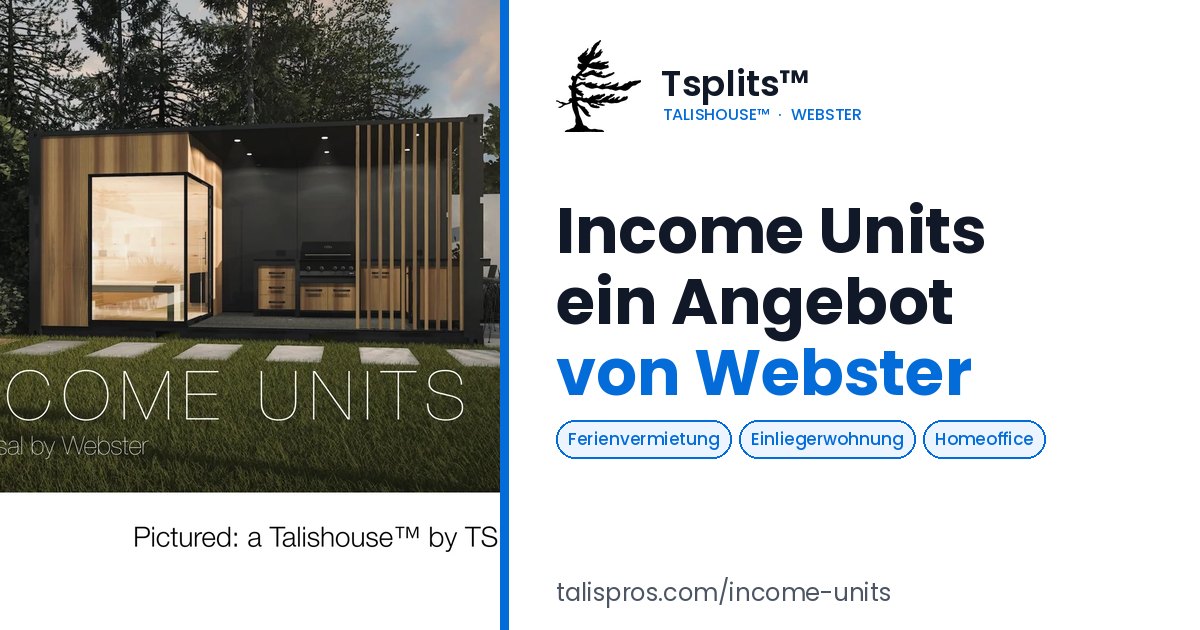 COME UNITS
sal by Webster
Pictured: a Talishouse™ by TS
Tsplits™
TALISHOUSE™ · WEBSTER
Income Units
ein Angebot
von Webster
Ferienvermietung
Einliegerwohnung
Homeoffice
talispros.com/income-units